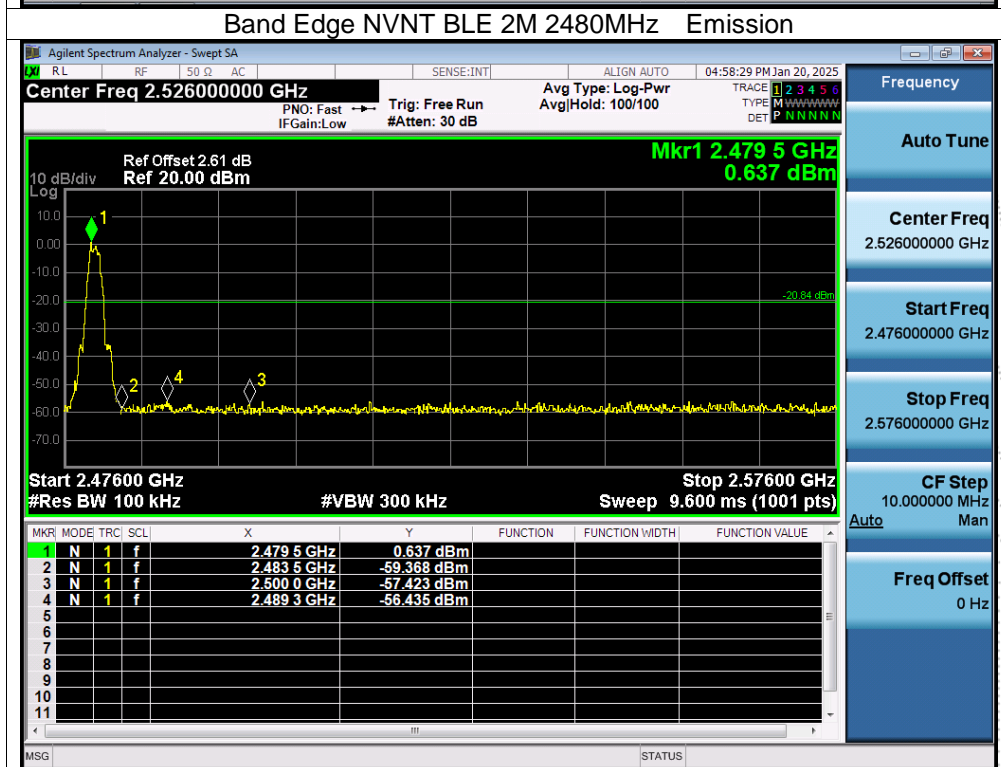 Band Edge NVNT BLE 2M 2480MHz Emission
Agilent Spectrum Analyzer - Swept SA
LXI RL RF 50 Ω AC SENSE:INT ALIGN AUTO 04:58:29 PM Jan 20, 2025
Center Freq 2.526000000 GHz
PNO: Fast
IFGain:Low
Trig: Free Run
#Atten: 30 dB
Avg Type: Log-Pwr
Avg|Hold: 100/100
TRACE 1 2 3 4 5 6
TYPE M WWWWW
DET P N N N N N
Frequency
Mkr1 2.479 5 GHz
0.637 dBm
Ref Offset 2.61 dB
Ref 20.00 dBm
10 dB/div
Log
10.0
0.00
-10.0
-20.0
-30.0
-40.0
-50.0
-60.0
-70.0
1
2
4
3
-20.84 dBm
Start 2.47600 GHz Stop 2.57600 GHz
#Res BW 100 kHz #VBW 300 kHz Sweep 9.600 ms (1001 pts)
MKR MODE TRC SCL X Y FUNCTION FUNCTION WIDTH FUNCTION VALUE
1 N 1 f 2.479 5 GHz 0.637 dBm
2 N 1 f 2.483 5 GHz -59.368 dBm
3 N 1 f 2.500 0 GHz -57.423 dBm
4 N 1 f 2.489 3 GHz -56.435 dBm
5
6
7
8
9
10
11
Auto Tune
Center Freq
2.526000000 GHz
Start Freq
2.476000000 GHz
Stop Freq
2.576000000 GHz
CF Step
10.000000 MHz
Auto Man
Freq Offset
0 Hz
MSG STATUS